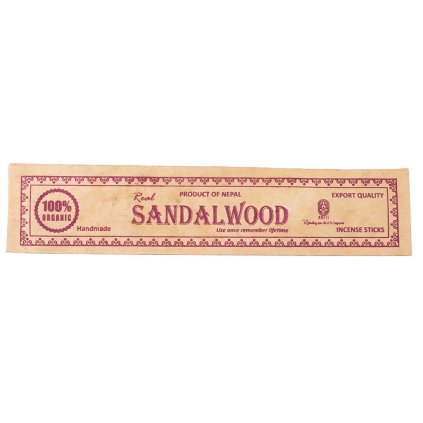 100%
ORGANIC
Handmade
Real
PRODUCT OF NEPAL
SANDALWOOD
Use once remember lifetime
EXPORT QUALITY
INCENSE STICKS